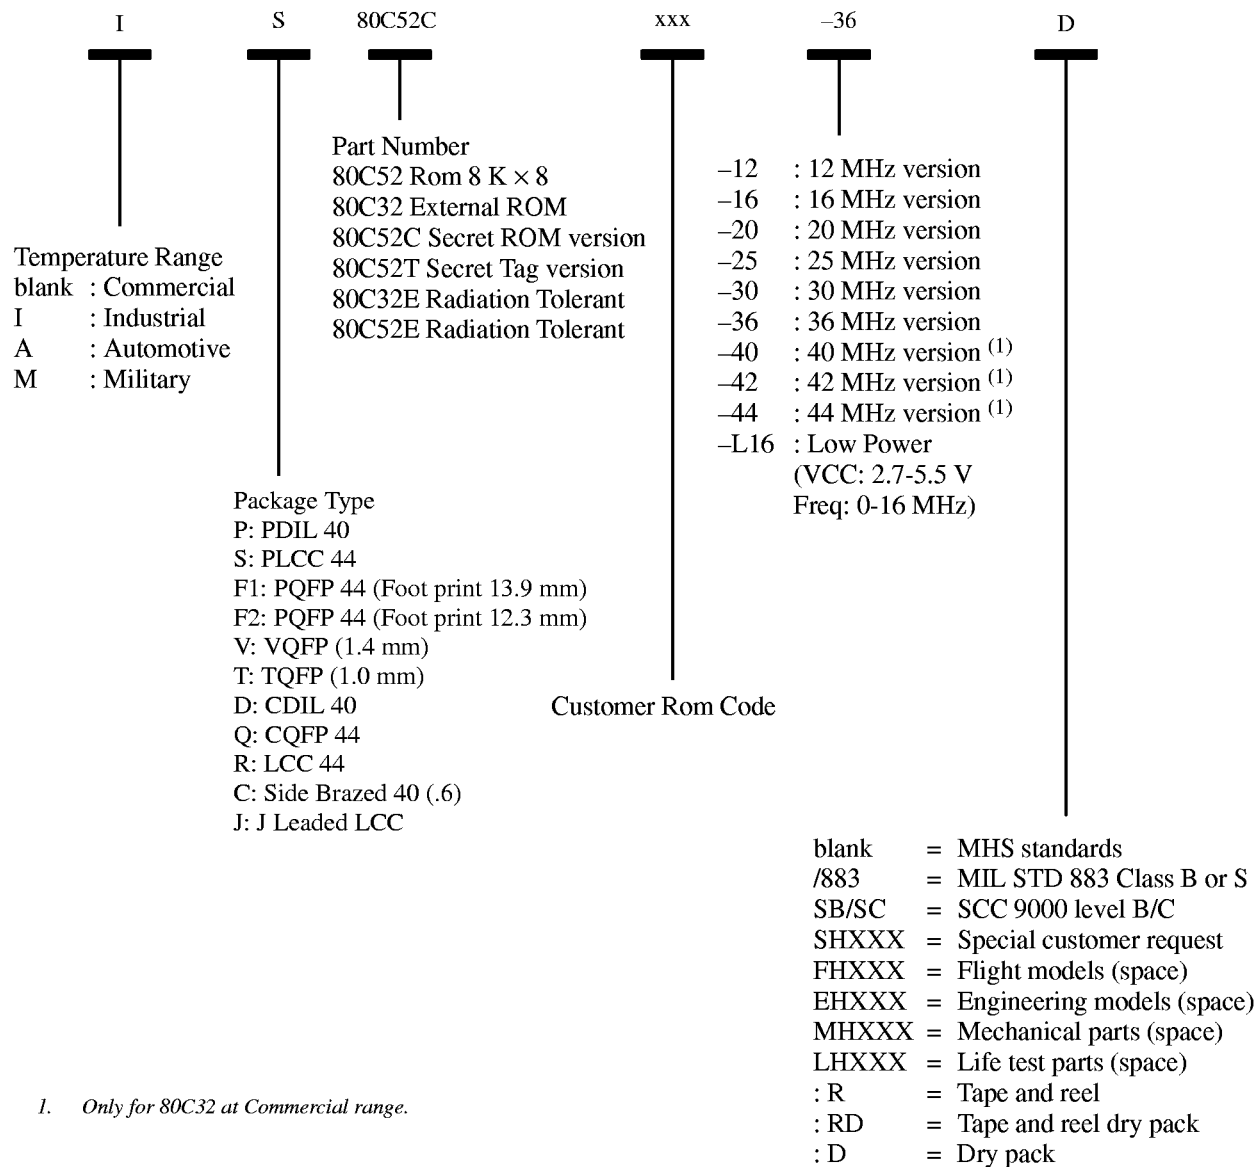 I S 80C52C xxx –36 D
Part Number
80C52 Rom 8 K × 8
80C32 External ROM
80C52C Secret ROM version
80C52T Secret Tag version
80C32E Radiation Tolerant
80C52E Radiation Tolerant
–12 : 12 MHz version
–16 : 16 MHz version
–20 : 20 MHz version
–25 : 25 MHz version
–30 : 30 MHz version
–36 : 36 MHz version
–40 : 40 MHz version (1)
–42 : 42 MHz version (1)
–44 : 44 MHz version (1)
–L16 : Low Power
(VCC: 2.7-5.5 V
Freq: 0-16 MHz)
Temperature Range
blank : Commercial
I : Industrial
A : Automotive
M : Military
Package Type
P: PDIL 40
S: PLCC 44
F1: PQFP 44 (Foot print 13.9 mm)
F2: PQFP 44 (Foot print 12.3 mm)
V: VQFP (1.4 mm)
T: TQFP (1.0 mm)
D: CDIL 40
Q: CQFP 44
R: LCC 44
C: Side Brazed 40 (.6)
J: J Leaded LCC
Customer Rom Code
blank = MHS standards
/883 = MIL STD 883 Class B or S
SB/SC = SCC 9000 level B/C
SHXXX = Special customer request
FHXXX = Flight models (space)
EHXXX = Engineering models (space)
MHXXX = Mechanical parts (space)
LHXXX = Life test parts (space)
: R = Tape and reel
: RD = Tape and reel dry pack
: D = Dry pack
1. Only for 80C32 at Commercial range.